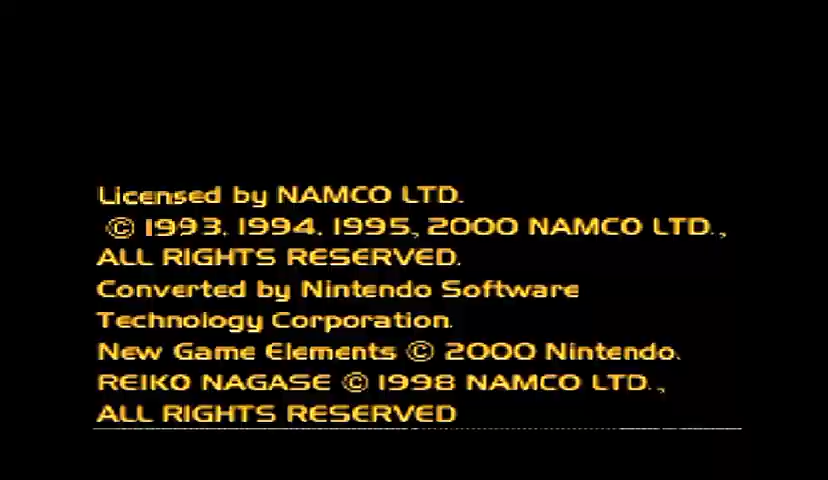 Licensed by NAMCO LTD.
© 1993, 1994, 1995, 2000 NAMCO LTD.,
ALL RIGHTS RESERVED.
Converted by Nintendo Software
Technology Corporation.
New Game Elements © 2000 Nintendo.
REIKO NAGASE © 1998 NAMCO LTD.,
ALL RIGHTS RESERVED